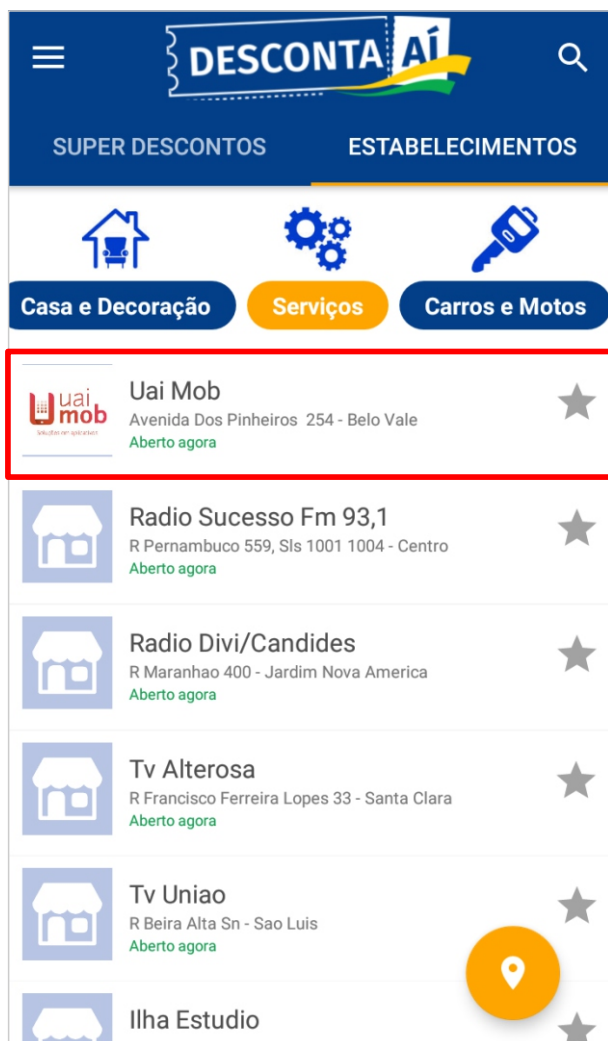 DESCONTA AÍ
SUPER DESCONTOS
ESTABELECIMENTOS
Casa e Decoração
Serviços
Carros e Motos
uai
mob
Soluções em aplicativos
Uai Mob
Avenida Dos Pinheiros 254 - Belo Vale
Aberto agora
Radio Sucesso Fm 93,1
R Pernambuco 559, Sls 1001 1004 - Centro
Aberto agora
Radio Divi/Candides
R Maranhao 400 - Jardim Nova America
Aberto agora
Tv Alterosa
R Francisco Ferreira Lopes 33 - Santa Clara
Aberto agora
Tv Uniao
R Beira Alta Sn - Sao Luis
Aberto agora
Ilha Estudio